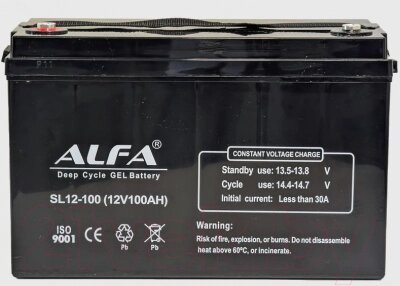 P11
ALFA®
Deep Cycle GEL Battery
SL12-100 (12V100AH)
ISO
9001
CE
Pb
Pb
CONSTANT VOLTAGE CHARGE
Standby use: 13.5-13.8 V
Cycle use: 14.4-14.7 V
Initial current: Less than 30A
Warning:
Risk of fire, explosion, or burns. Do not disassemble
heat above 60°C, or incinerate.